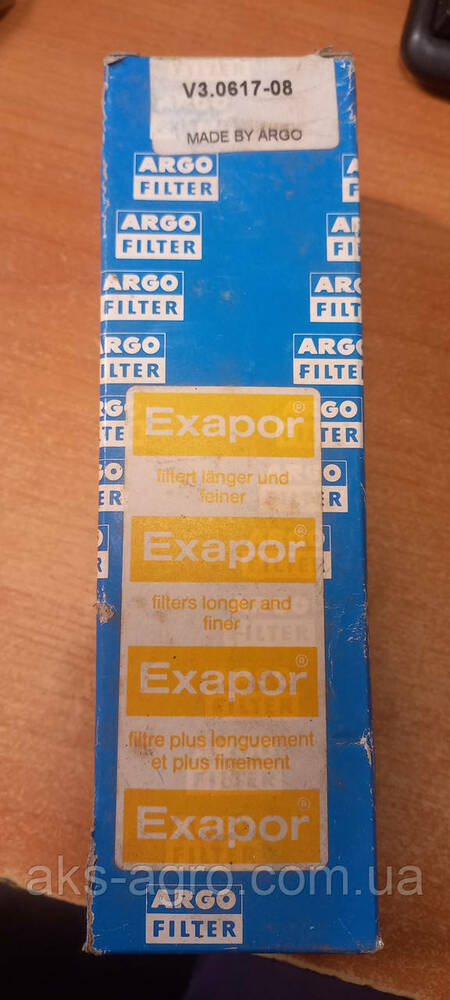 V3.0617-08
MADE BY ARGO
ARGO
FILTER
ARGO
FILTER
ARGO
FILTER
ARGO
FILT
ARGO
FILTER
Exapor®
filtert länger und
feiner
Exapor®
filters longer and
finer
Exapor®
filtre plus longuement
et plus finement
Exapor®
aks-agro.com.ua
ARGO
FILTER